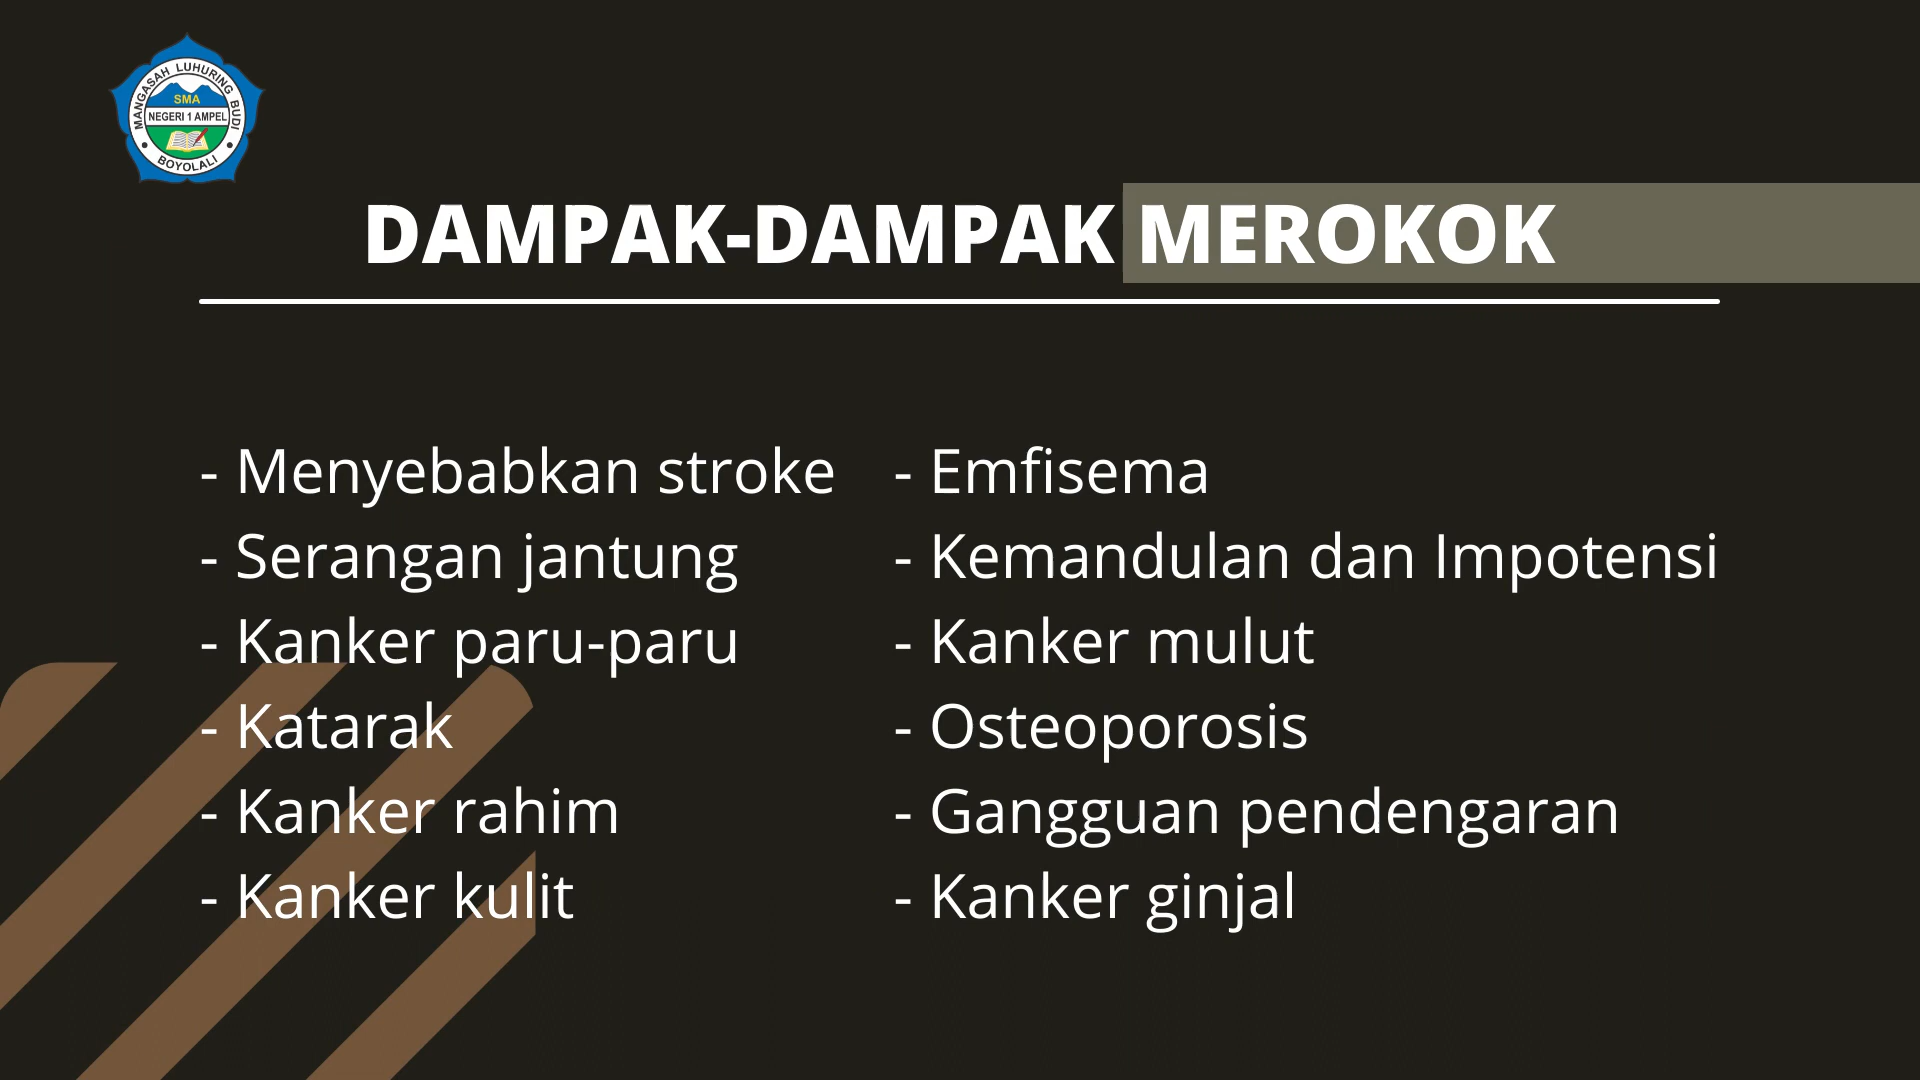 MANGASAH LUHURING BUDI
SMA
NEGERI 1 AMPEL
BOYOLALI
DAMPAK-DAMPAK MEROKOK
- Menyebabkan stroke
- Serangan jantung
- Kanker paru-paru
- Katarak
- Kanker rahim
- Kanker kulit
- Emfisema
- Kemandulan dan Impotensi
- Kanker mulut
- Osteoporosis
- Gangguan pendengaran
- Kanker ginjal